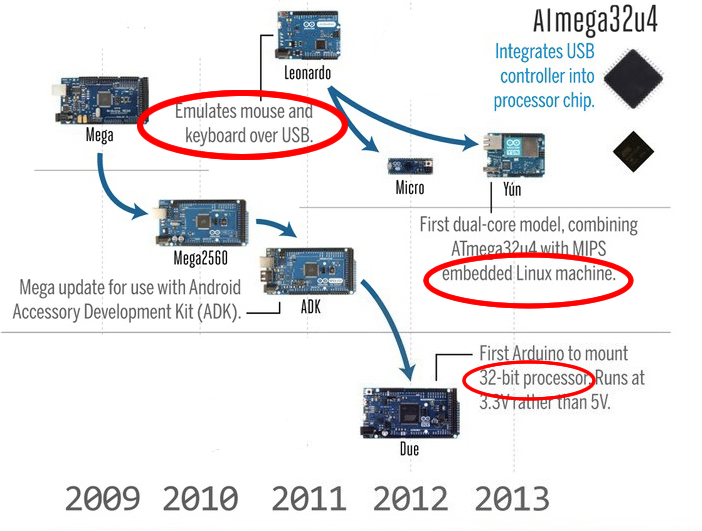 ATmega32u4
Integrates USB
controller into
processor chip.
Leonardo
Emulates mouse and
keyboard over USB.
Mega
Micro
Yún
First dual-core model, combining
ATmega32u4 with MIPS
embedded Linux machine.
Mega2560
Mega update for use with Android
Accessory Development Kit (ADK).
ADK
First Arduino to mount
32-bit processor. Runs at
3.3V rather than 5V.
Due
2009 2010 2011 2012 2013